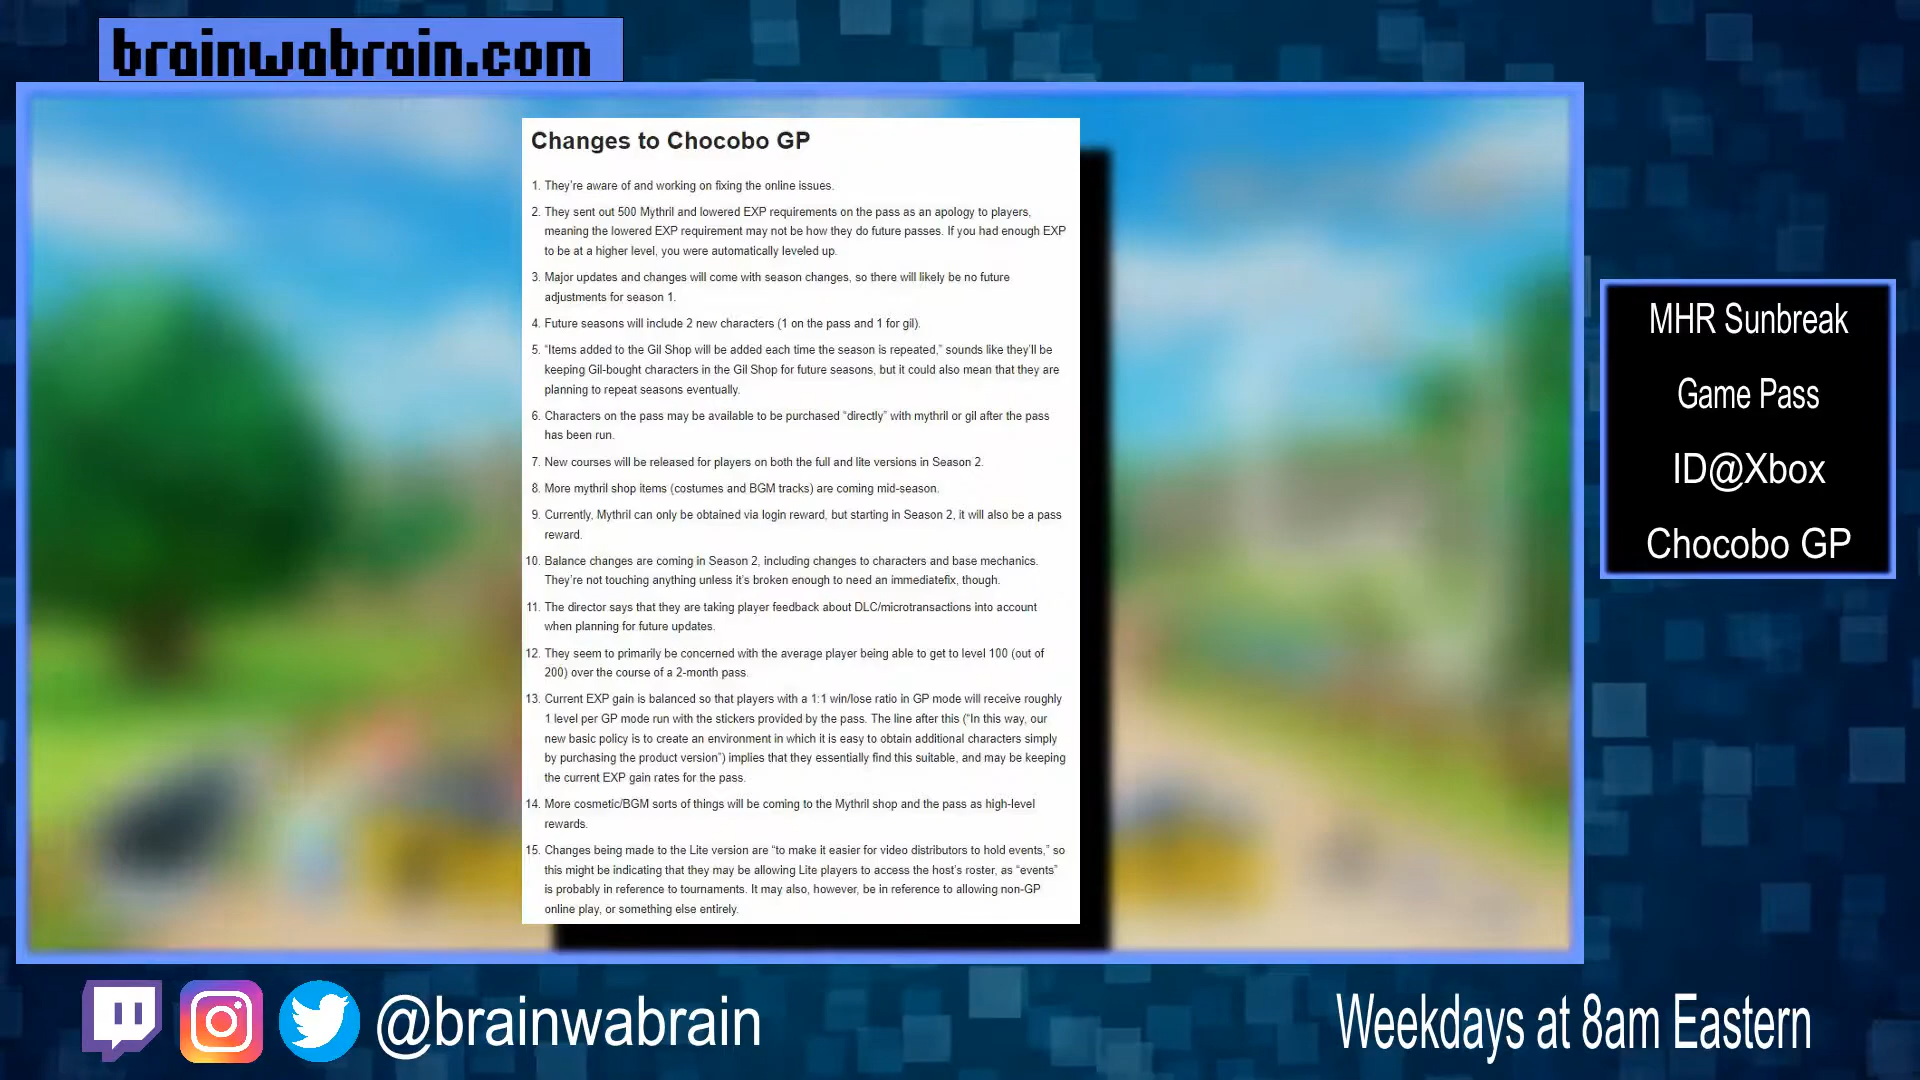 brainwabrain.com
Changes to Chocobo GP
1. They're aware of and working on fixing the online issues.
2. They sent out 500 Mythril and lowered EXP requirements on the pass as an apology to players,
meaning the lowered EXP requirement may not be how they do future passes. If you had enough EXP
to be at a higher level, you were automatically leveled up.
3. Major updates and changes will come with season changes, so there will likely be no future
adjustments for season 1.
4. Future seasons will include 2 new characters (1 on the pass and 1 for gil).
5. “Items added to the Gil Shop will be added each time the season is repeated,” sounds like they'll be
keeping Gil-bought characters in the Gil Shop for future seasons, but it could also mean that they are
planning to repeat seasons eventually.
6. Characters on the pass may be available to be purchased “directly” with mythril or gil after the pass
has been run.
7. New courses will be released for players on both the full and lite versions in Season 2.
8. More mythril shop items (costumes and BGM tracks) are coming mid-season.
9. Currently, Mythril can only be obtained via login reward, but starting in Season 2, it will also be a pass
reward.
10. Balance changes are coming in Season 2, including changes to characters and base mechanics.
They're not touching anything unless it's broken enough to need an immediatefix, though.
11. The director says that they are taking player feedback about DLC/microtransactions into account
when planning for future updates.
12. They seem to primarily be concerned with the average player being able to get to level 100 (out of
200) over the course of a 2-month pass.
13. Current EXP gain is balanced so that players with a 1:1 win/lose ratio in GP mode will receive roughly
1 level per GP mode run with the stickers provided by the pass. The line after this (“In this way, our
new basic policy is to create an environment in which it is easy to obtain additional characters simply
by purchasing the product version”) implies that they essentially find this suitable, and may be keeping
the current EXP gain rates for the pass.
14. More cosmetic/BGM sorts of things will be coming to the Mythril shop and the pass as high-level
rewards.
15. Changes being made to the Lite version are “to make it easier for video distributors to hold events,” so
this might be indicating that they may be allowing Lite players to access the host's roster, as “events”
is probably in reference to tournaments. It may also, however, be in reference to allowing non-GP
online play, or something else entirely.
MHR Sunbreak
Game Pass
ID@Xbox
Chocobo GP
@brainwabrain
Weekdays at 8am Eastern